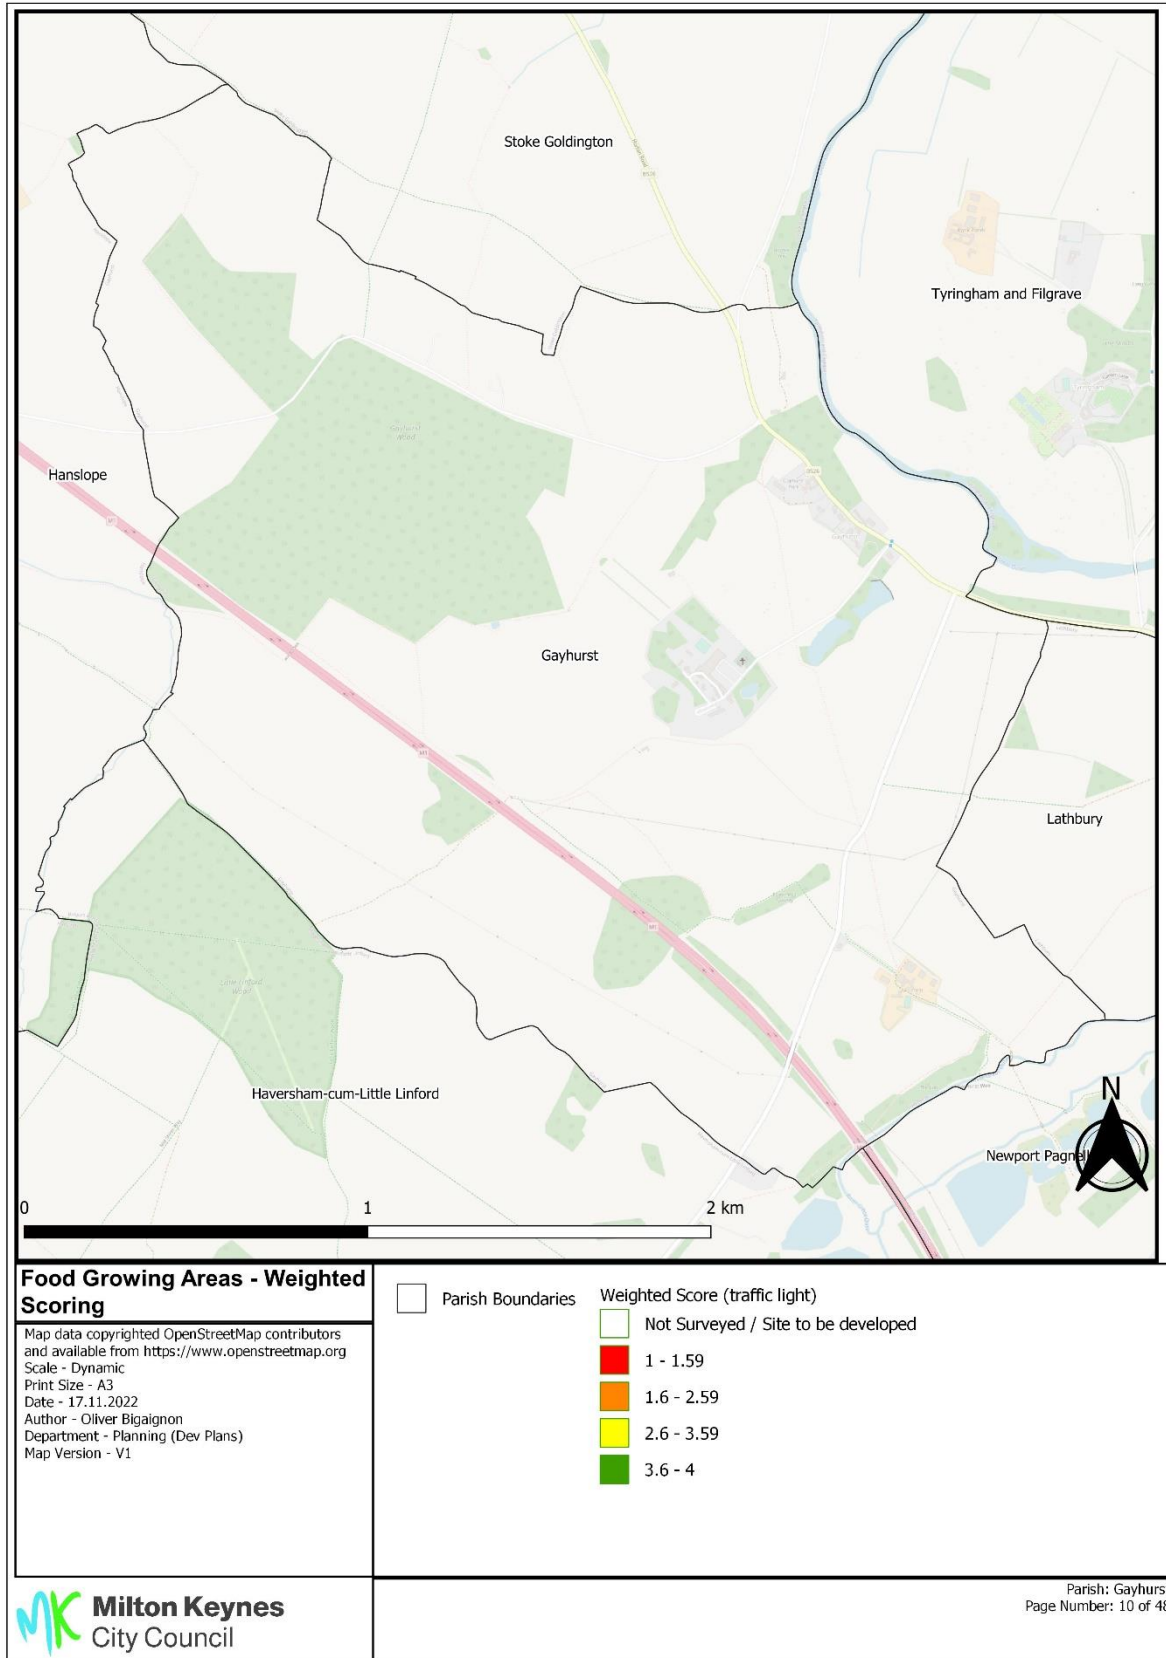 Stoke Goldington
Tyringham and Filgrave
Hanslope
Gayhurst
Wood
Gayhurst
Lathbury
Haversham-cum-Little Linford
Newport Pagnell
N
0 1 2 km
Food Growing Areas - Weighted
Scoring
Map data copyrighted OpenStreetMap contributors
and available from https://www.openstreetmap.org
Scale - Dynamic
Print Size - A3
Date - 17.11.2022
Author - Oliver Bigaignon
Department - Planning (Dev Plans)
Map Version - V1
Parish Boundaries
Weighted Score (traffic light)
Not Surveyed / Site to be developed
1 - 1.59
1.6 - 2.59
2.6 - 3.59
3.6 - 4
MK Milton Keynes
City Council
Parish: Gayhurs
Page Number: 10 of 48